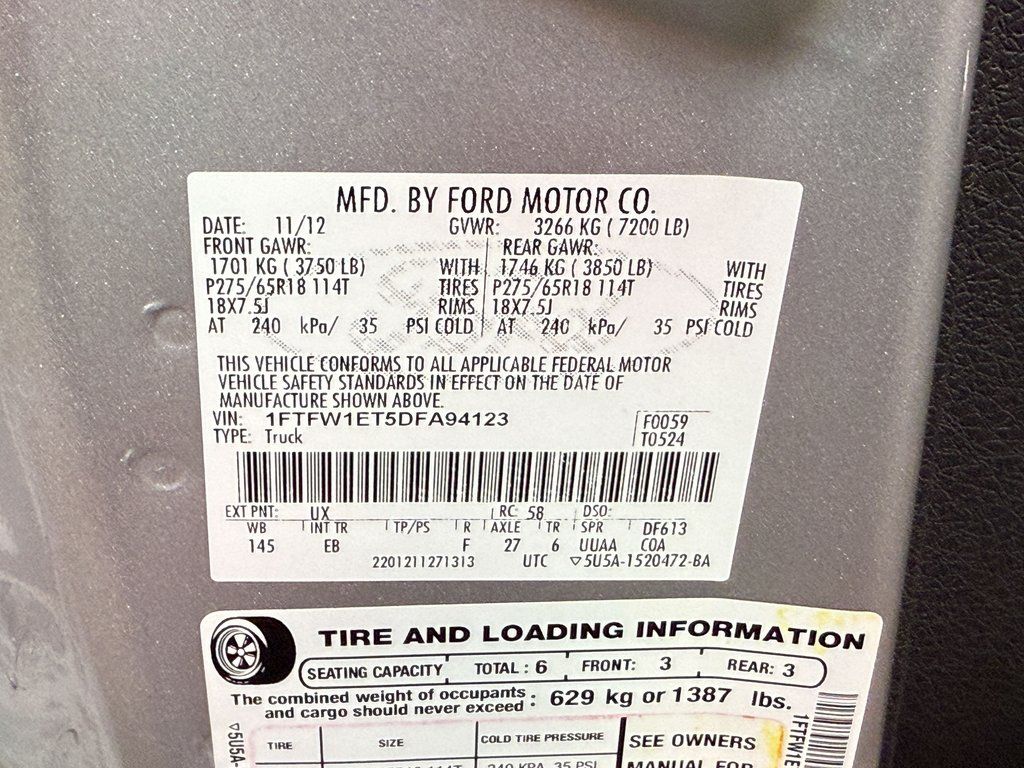 MFD. BY FORD MOTOR CO.
DATE: 11/12 GVWR: 3266 KG ( 7200 LB)
FRONT GAWR: REAR GAWR:
1701 KG ( 3750 LB) WITH 1746 KG ( 3850 LB) WITH
P275/65R18 114T TIRES P275/65R18 114T TIRES
18X7.5J RIMS 18X7.5J RIMS
AT 240 kPa/ 35 PSI COLD AT 240 kPa/ 35 PSI COLD
THIS VEHICLE CONFORMS TO ALL APPLICABLE FEDERAL MOTOR
VEHICLE SAFETY STANDARDS IN EFFECT ON THE DATE OF
MANUFACTURE SHOWN ABOVE.
VIN: 1FTFW1ET5DFA94123 F0059
TYPE: Truck T0524
EXT PNT: UX RC: 58 DSO:
WB INT TR TP/PS R AXLE TR SPR DF613
145 EB F 27 6 UUAA C0A
2201211271313 UTC ▽5U5A-1520472-BA
TIRE AND LOADING INFORMATION
SEATING CAPACITY TOTAL : 6 FRONT: 3 REAR: 3
The combined weight of occupants
and cargo should never exceed : 629 kg or 1387 lbs.
TIRE SIZE COLD TIRE PRESSURE SEE OWNERS
35 PSI MANUAL FOR
▽5U5A-
1FTFW1E